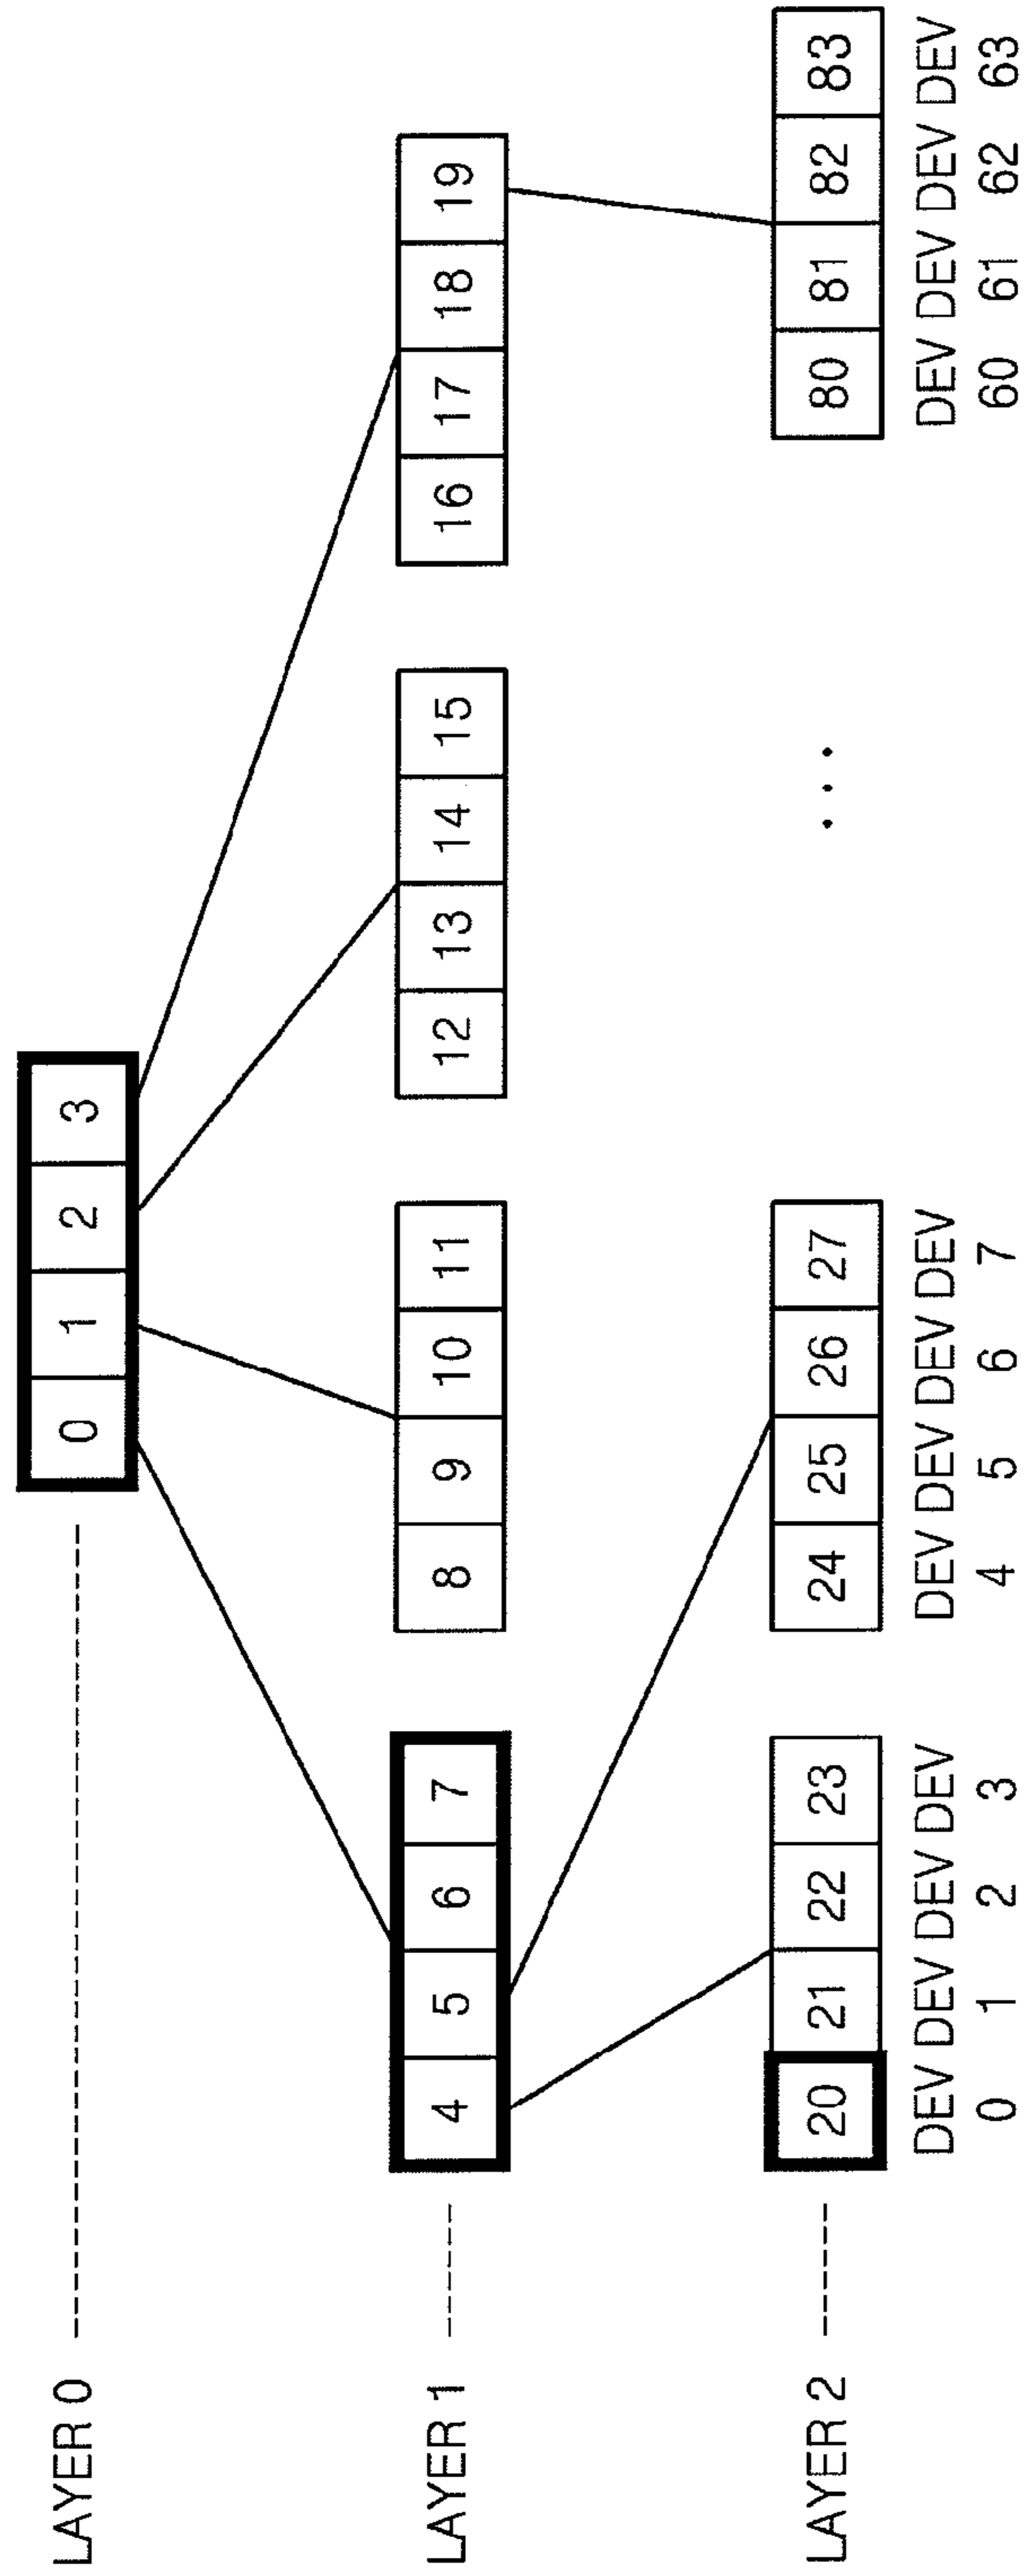 LAYER 0
0 1 2 3
LAYER 1
4 5 6 7 8 9 10 11 12 13 14 15 16 17 18 19
LAYER 2
20 21 22 23 24 25 26 27 ... 80 81 82 83
DEV DEV DEV DEV DEV DEV DEV DEV DEV DEV DEV DEV
0 1 2 3 4 5 6 7 60 61 62 63